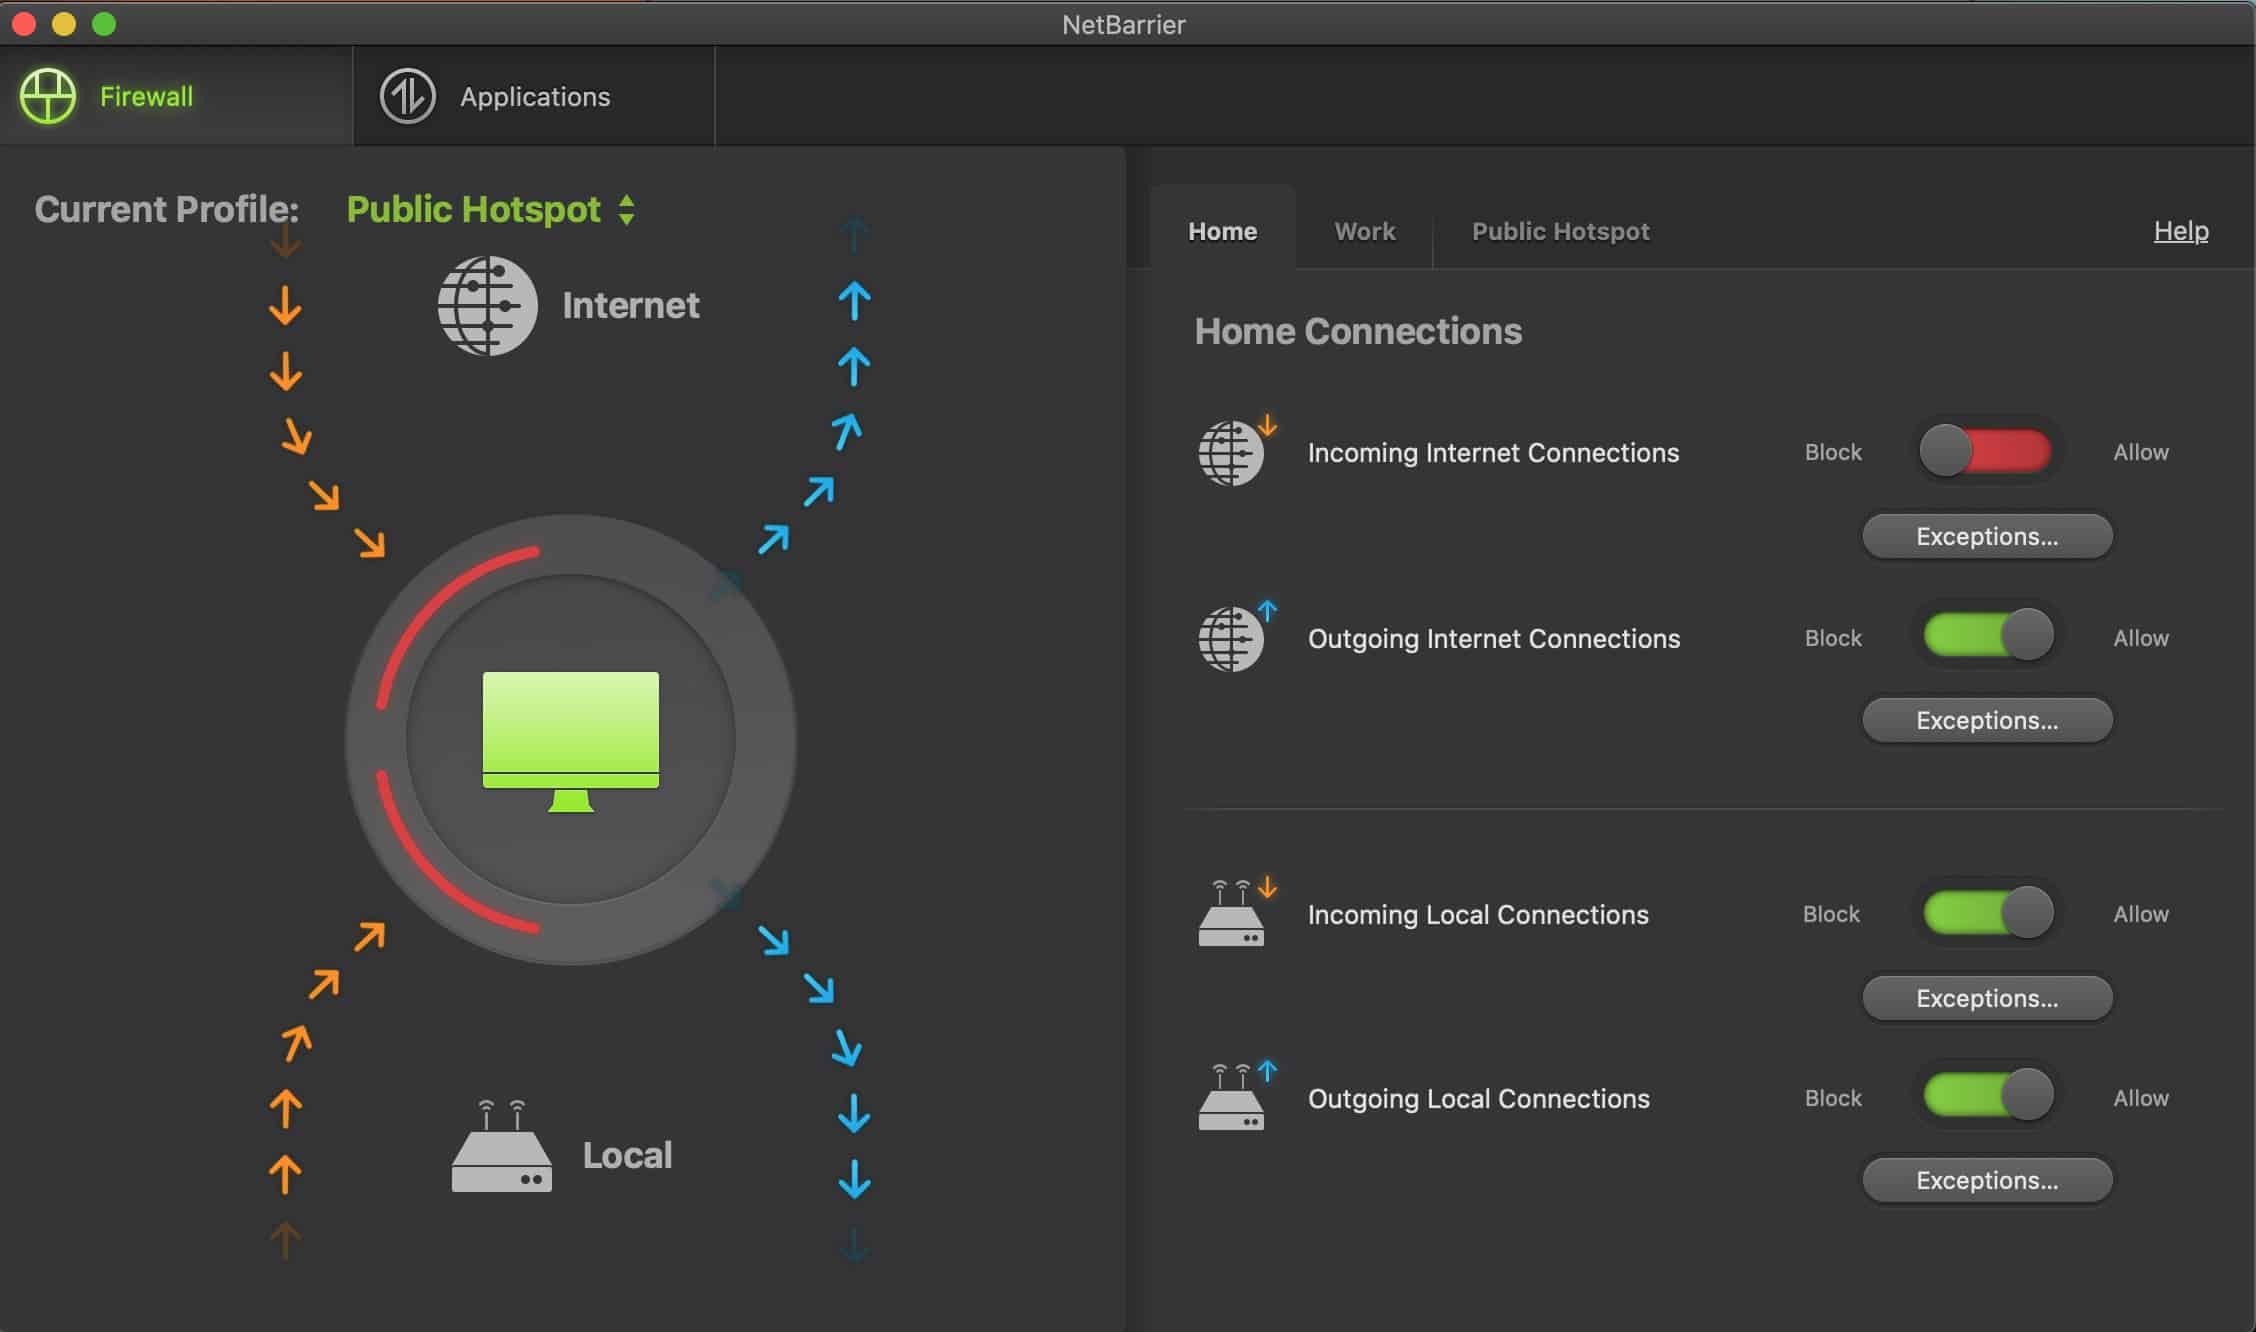 NetBarrier
Firewall
Applications
Current Profile: Public Hotspot
Internet
Local
Home
Work
Public Hotspot
Help
Home Connections
Incoming Internet Connections
Block
Allow
Exceptions...
Outgoing Internet Connections
Block
Allow
Exceptions...
Incoming Local Connections
Block
Allow
Exceptions...
Outgoing Local Connections
Block
Allow
Exceptions...